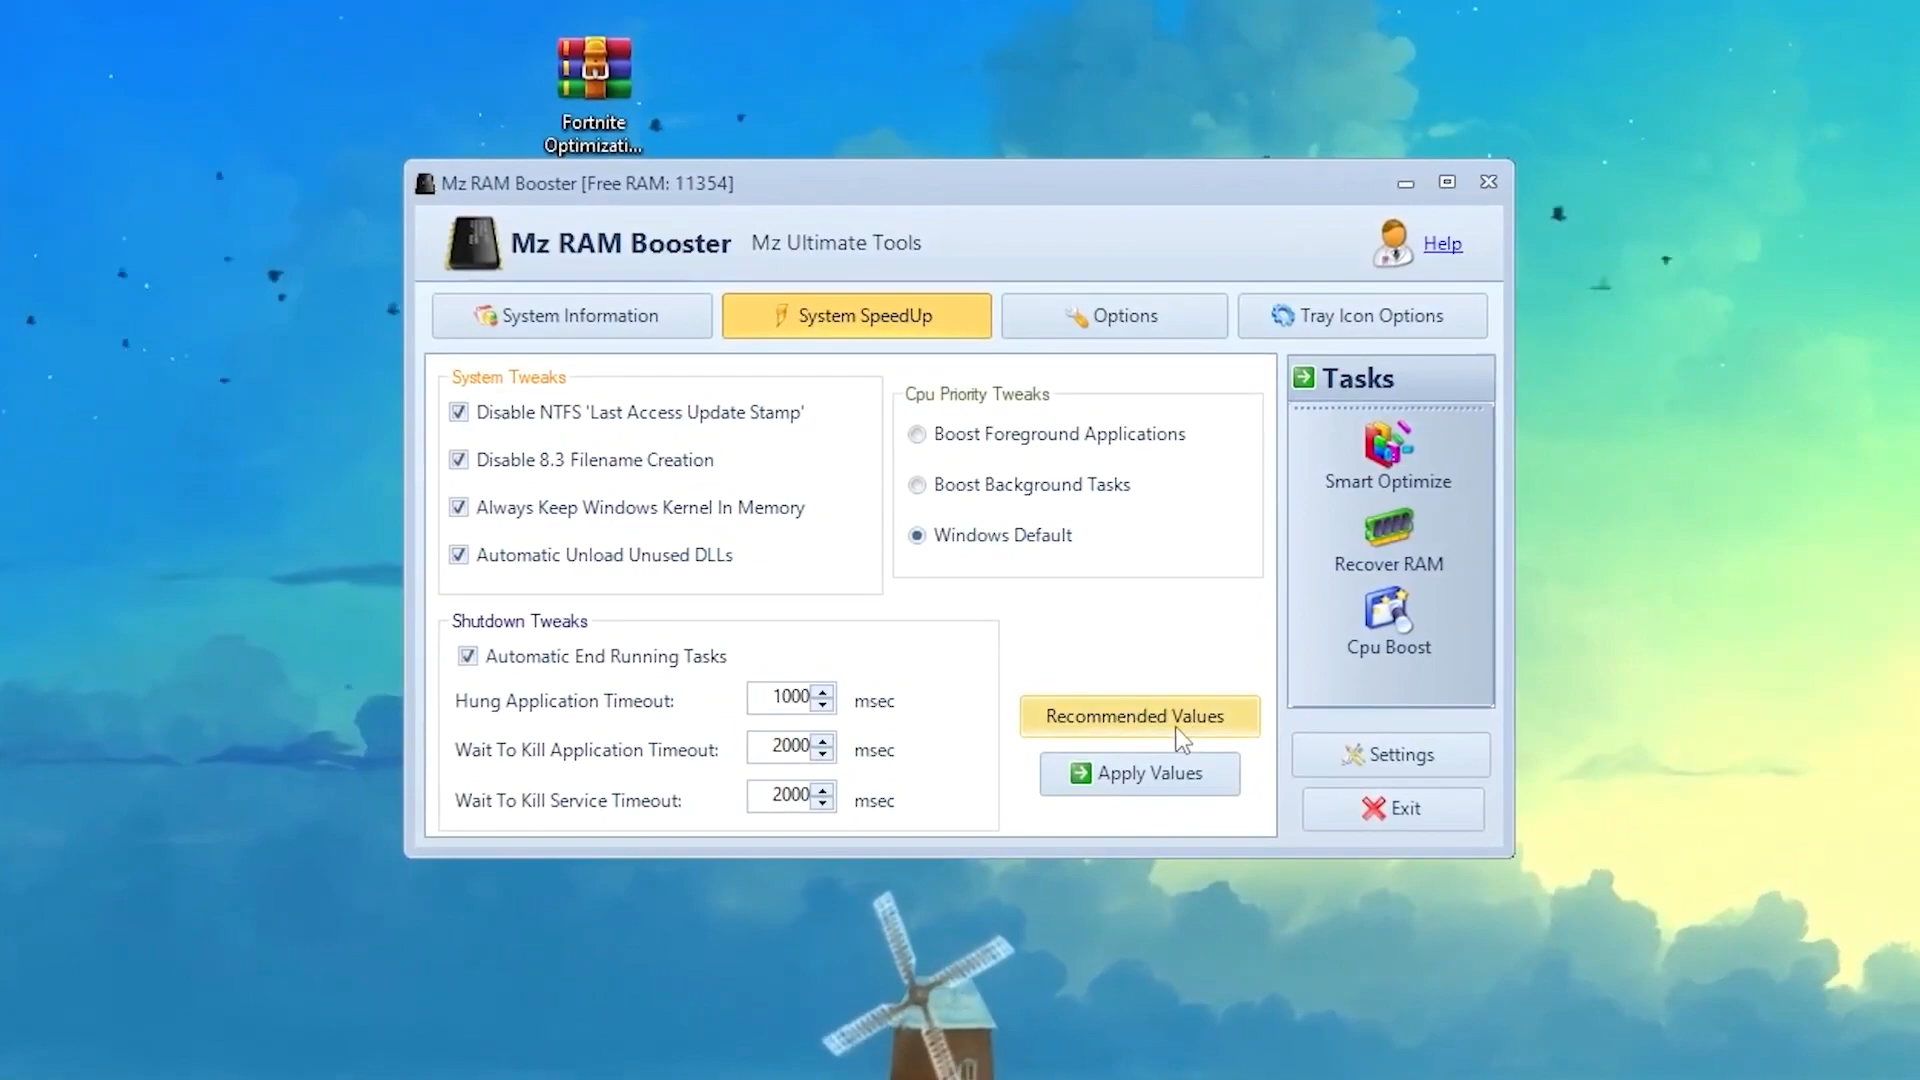 Fortnite
Optimizati...
Mz RAM Booster [Free RAM: 11354]
Mz RAM Booster Mz Ultimate Tools
Help
System Information
System SpeedUp
Options
Tray Icon Options
System Tweaks
Disable NTFS 'Last Access Update Stamp'
Disable 8.3 Filename Creation
Always Keep Windows Kernel In Memory
Automatic Unload Unused DLLs
Cpu Priority Tweaks
Boost Foreground Applications
Boost Background Tasks
Windows Default
Shutdown Tweaks
Automatic End Running Tasks
Hung Application Timeout: 1000 msec
Wait To Kill Application Timeout: 2000 msec
Wait To Kill Service Timeout: 2000 msec
Recommended Values
Apply Values
Tasks
Smart Optimize
Recover RAM
Cpu Boost
Settings
Exit